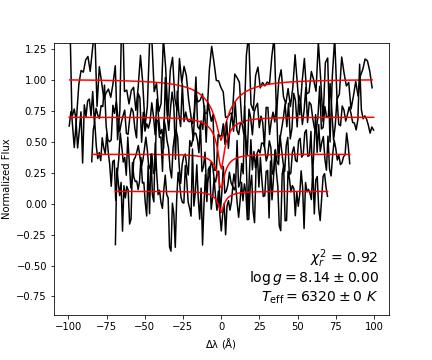 1.25
1.00
0.75
0.50
0.25
0.00
−0.25
−0.50
−0.75
Normalized Flux
χ²ᵣ = 0.92
log g = 8.14 ± 0.00
T_eff = 6320 ± 0 K
−100 −75 −50 −25 0 25 50 75 100
Δλ (Å)